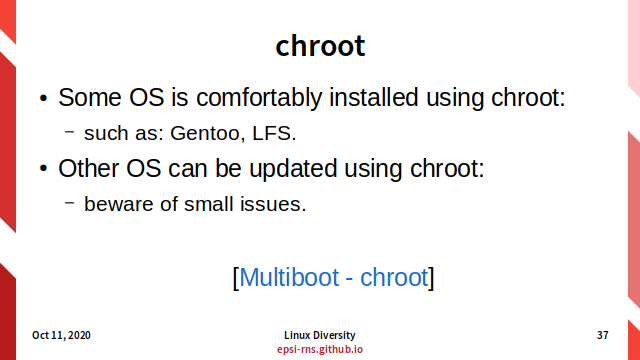 chroot
• Some OS is comfortably installed using chroot:
– such as: Gentoo, LFS.
• Other OS can be updated using chroot:
– beware of small issues.
[Multiboot - chroot]
Oct 11, 2020
Linux Diversity
37
epsi-rns.github.io